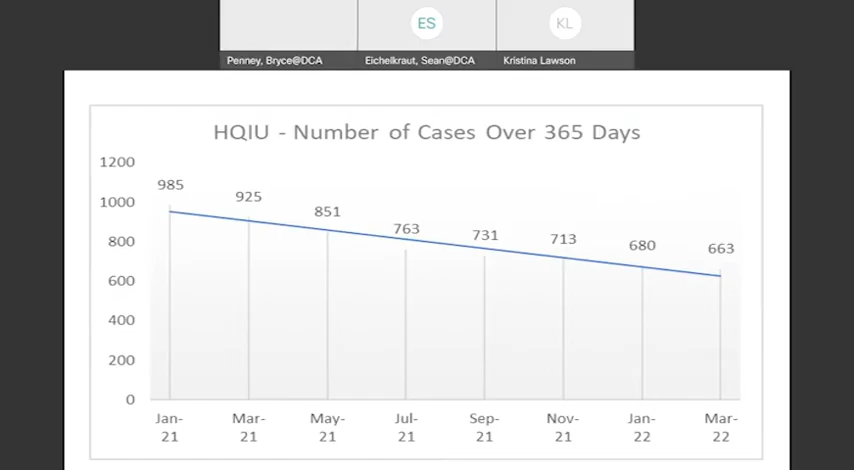 ES
KL
Penney, Bryce@DCA
Eichelkraut, Sean@DCA
Kristina Lawson
HQIU - Number of Cases Over 365 Days
1200
1000
800
600
400
200
0
985
925
851
763
731
713
680
663
Jan-21
Mar-21
May-21
Jul-21
Sep-21
Nov-21
Jan-22
Mar-22